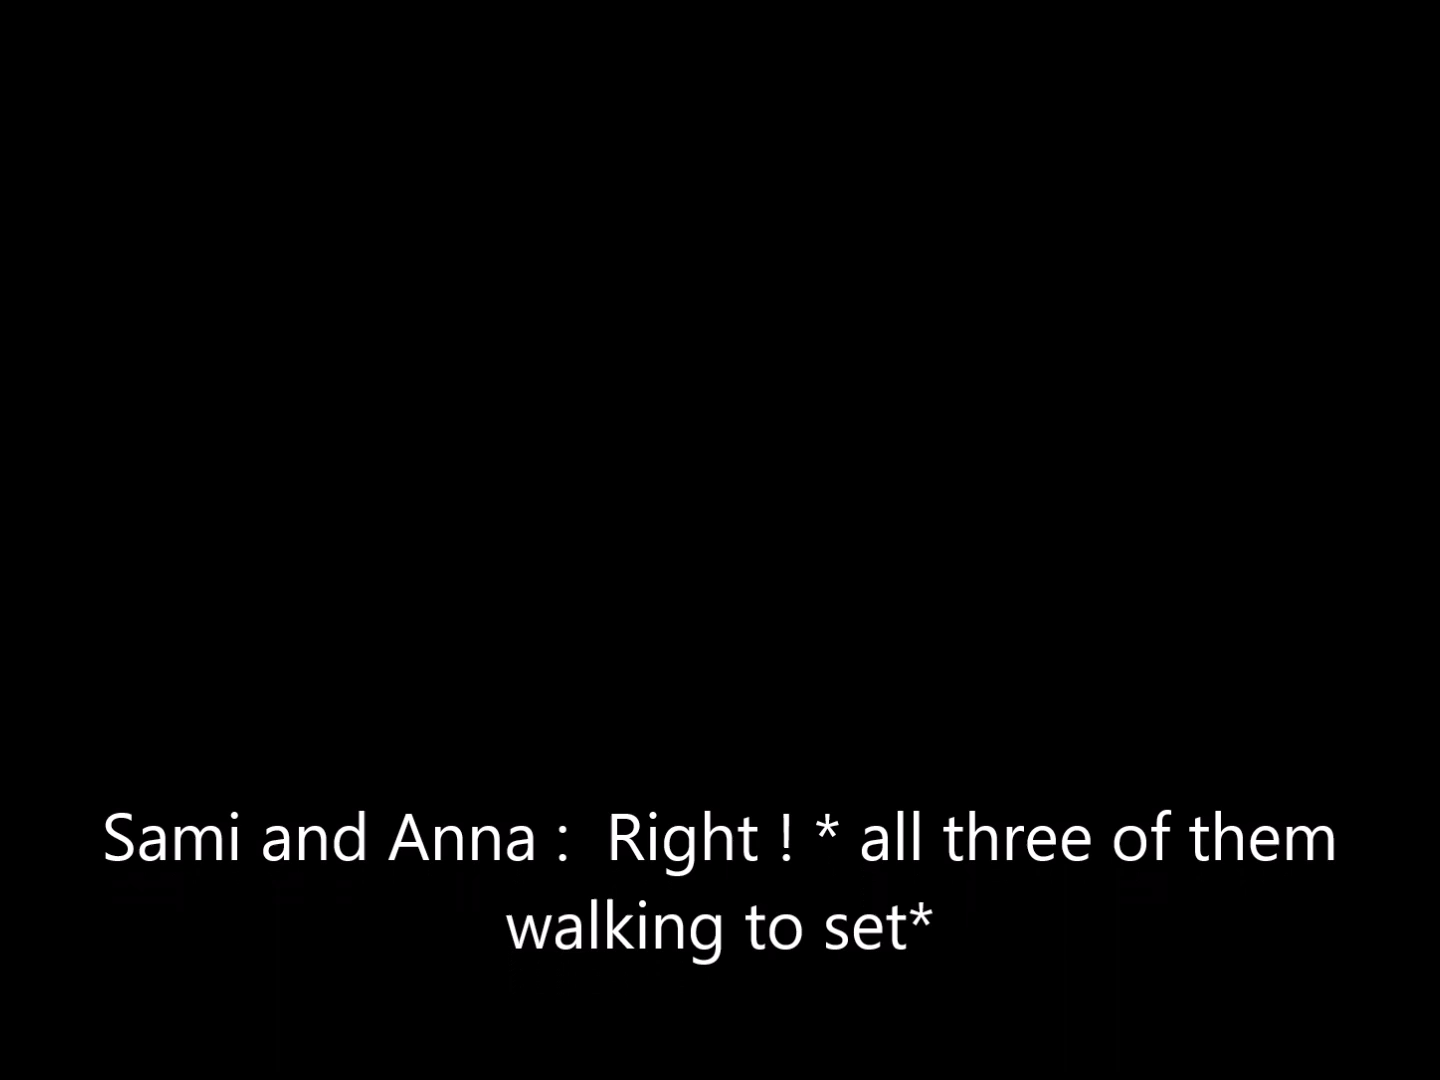 Sami and Anna :  Right ! * all three of them
walking to set*